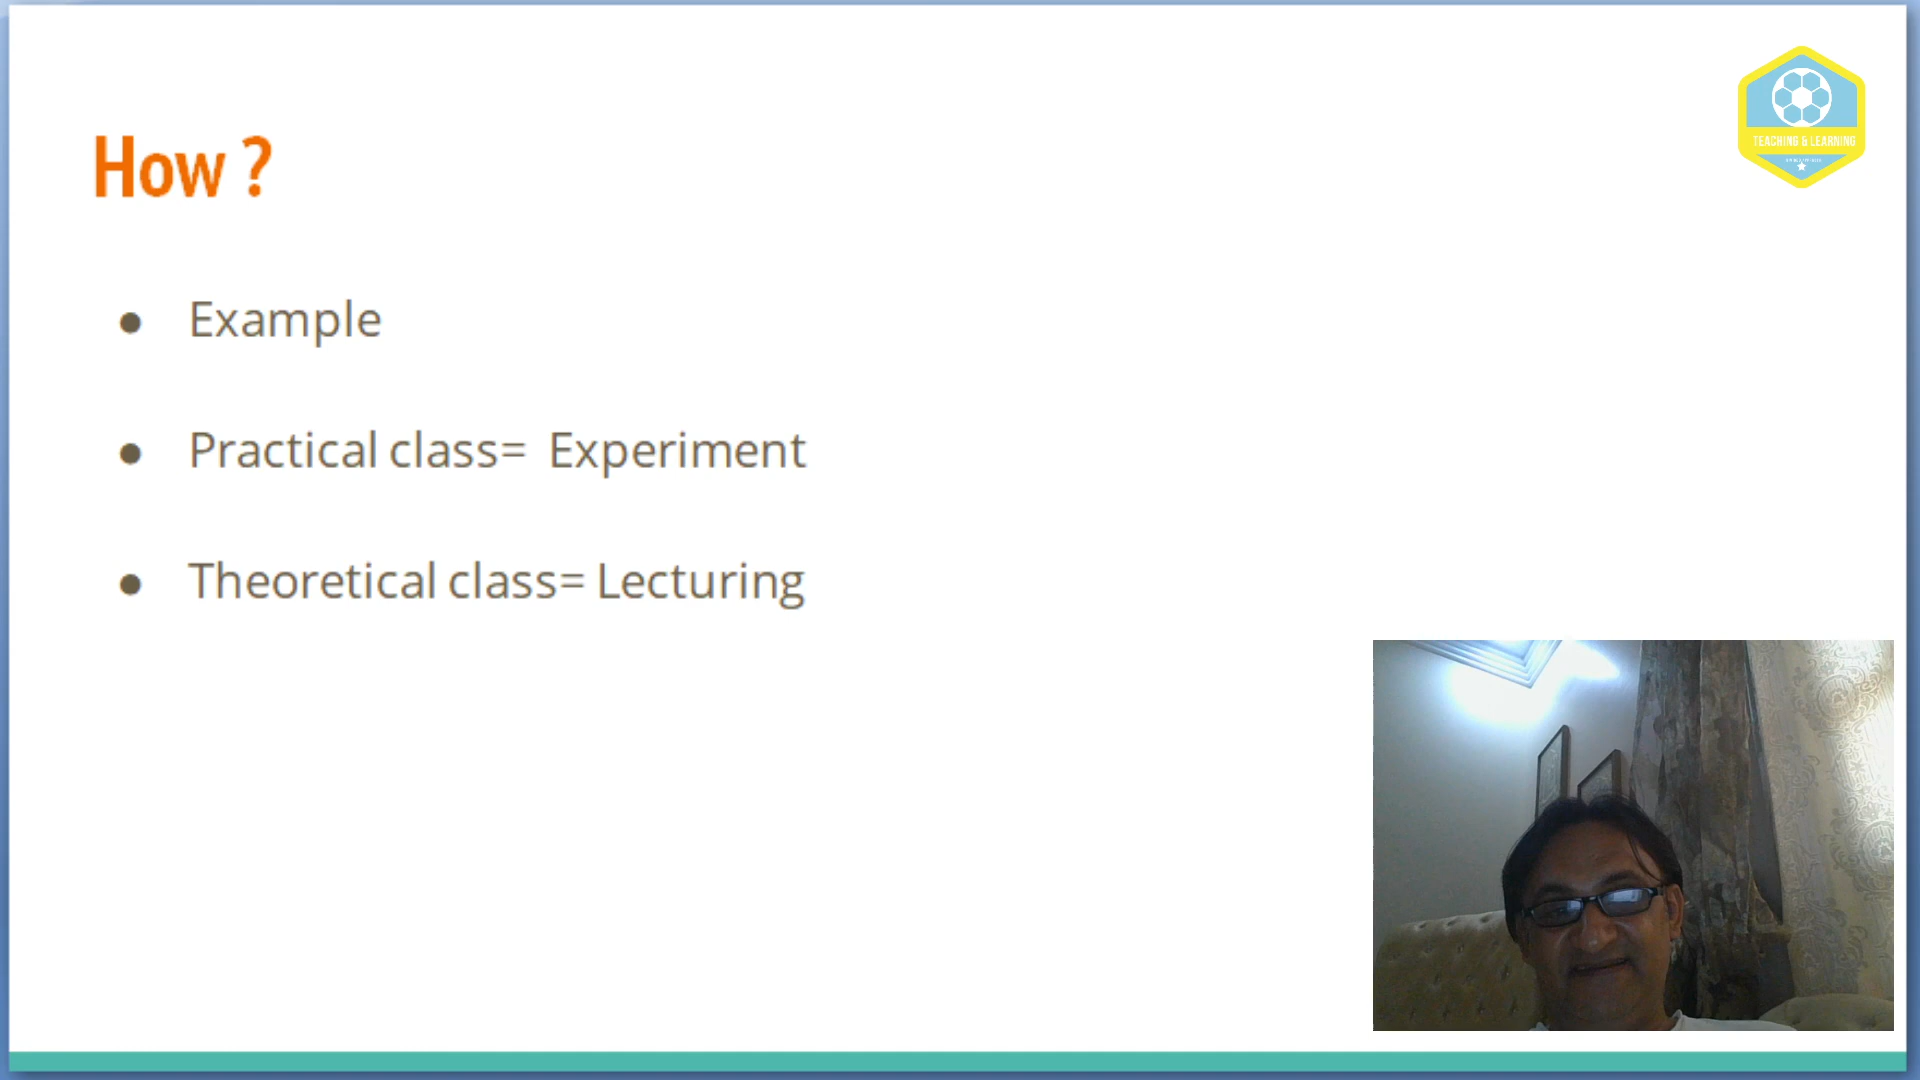 How ?
TEACHING & LEARNING
● Example
● Practical class= Experiment
● Theoretical class= Lecturing